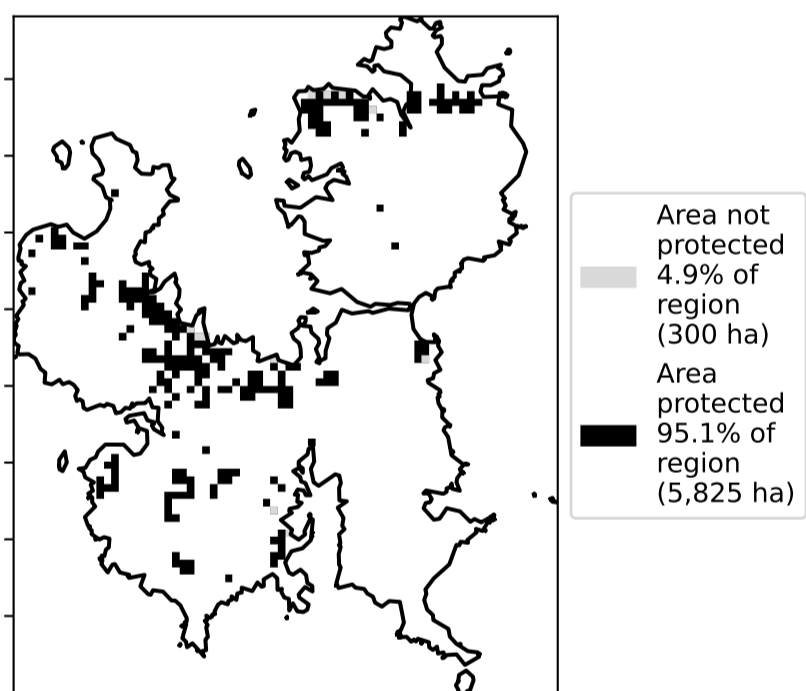 Area not
protected
4.9% of
region
(300 ha)
Area
protected
95.1% of
region
(5,825 ha)